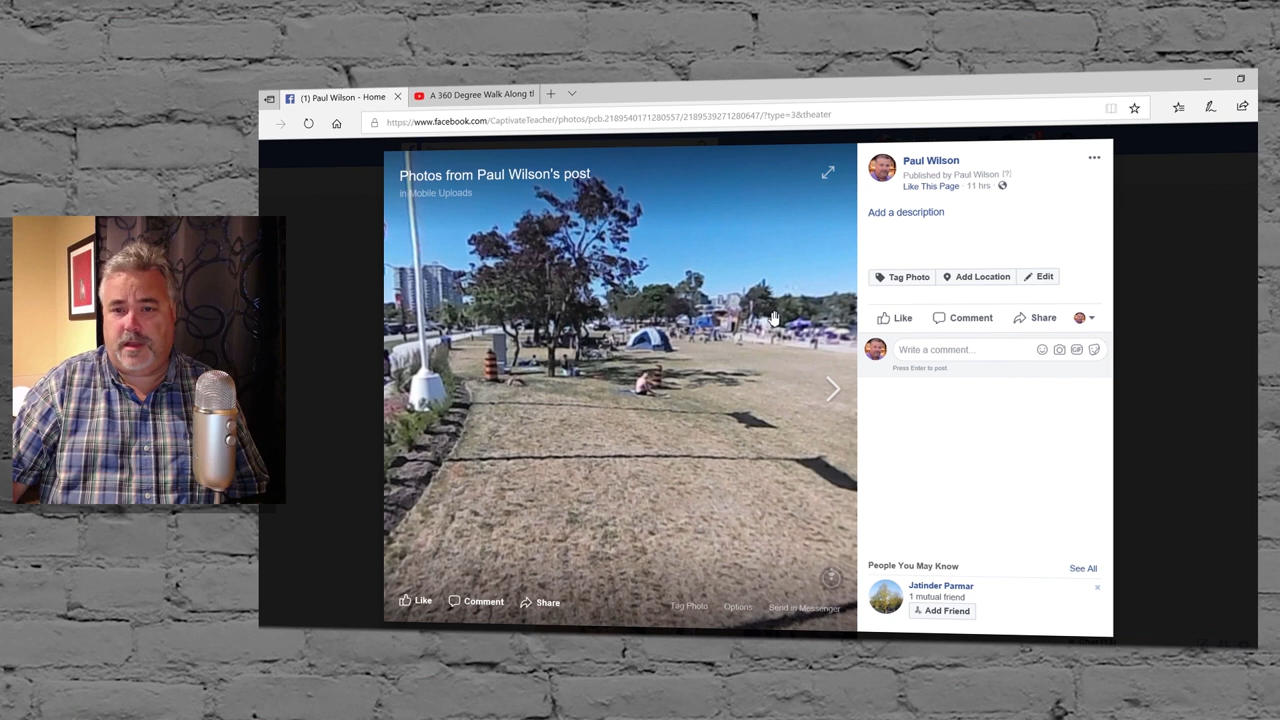 (1) Paul Wilson - Home
A 360 Degree Walk Along tl
https://www.facebook.com/CaptivateTeacher/photos/pcb.2189540171280557/2189539271280647/?type=3&theater
Photos from Paul Wilson's post
in Mobile Uploads
Paul Wilson
Published by Paul Wilson [?]
Like This Page · 11 hrs ·
Add a description
Tag Photo Add Location Edit
Like Comment Share
Write a comment...
GIF
Press Enter to post.
People You May Know
See All
Jatinder Parmar
1 mutual friend
Add Friend
Like Comment Share
Tag Photo Options Send in Messenger